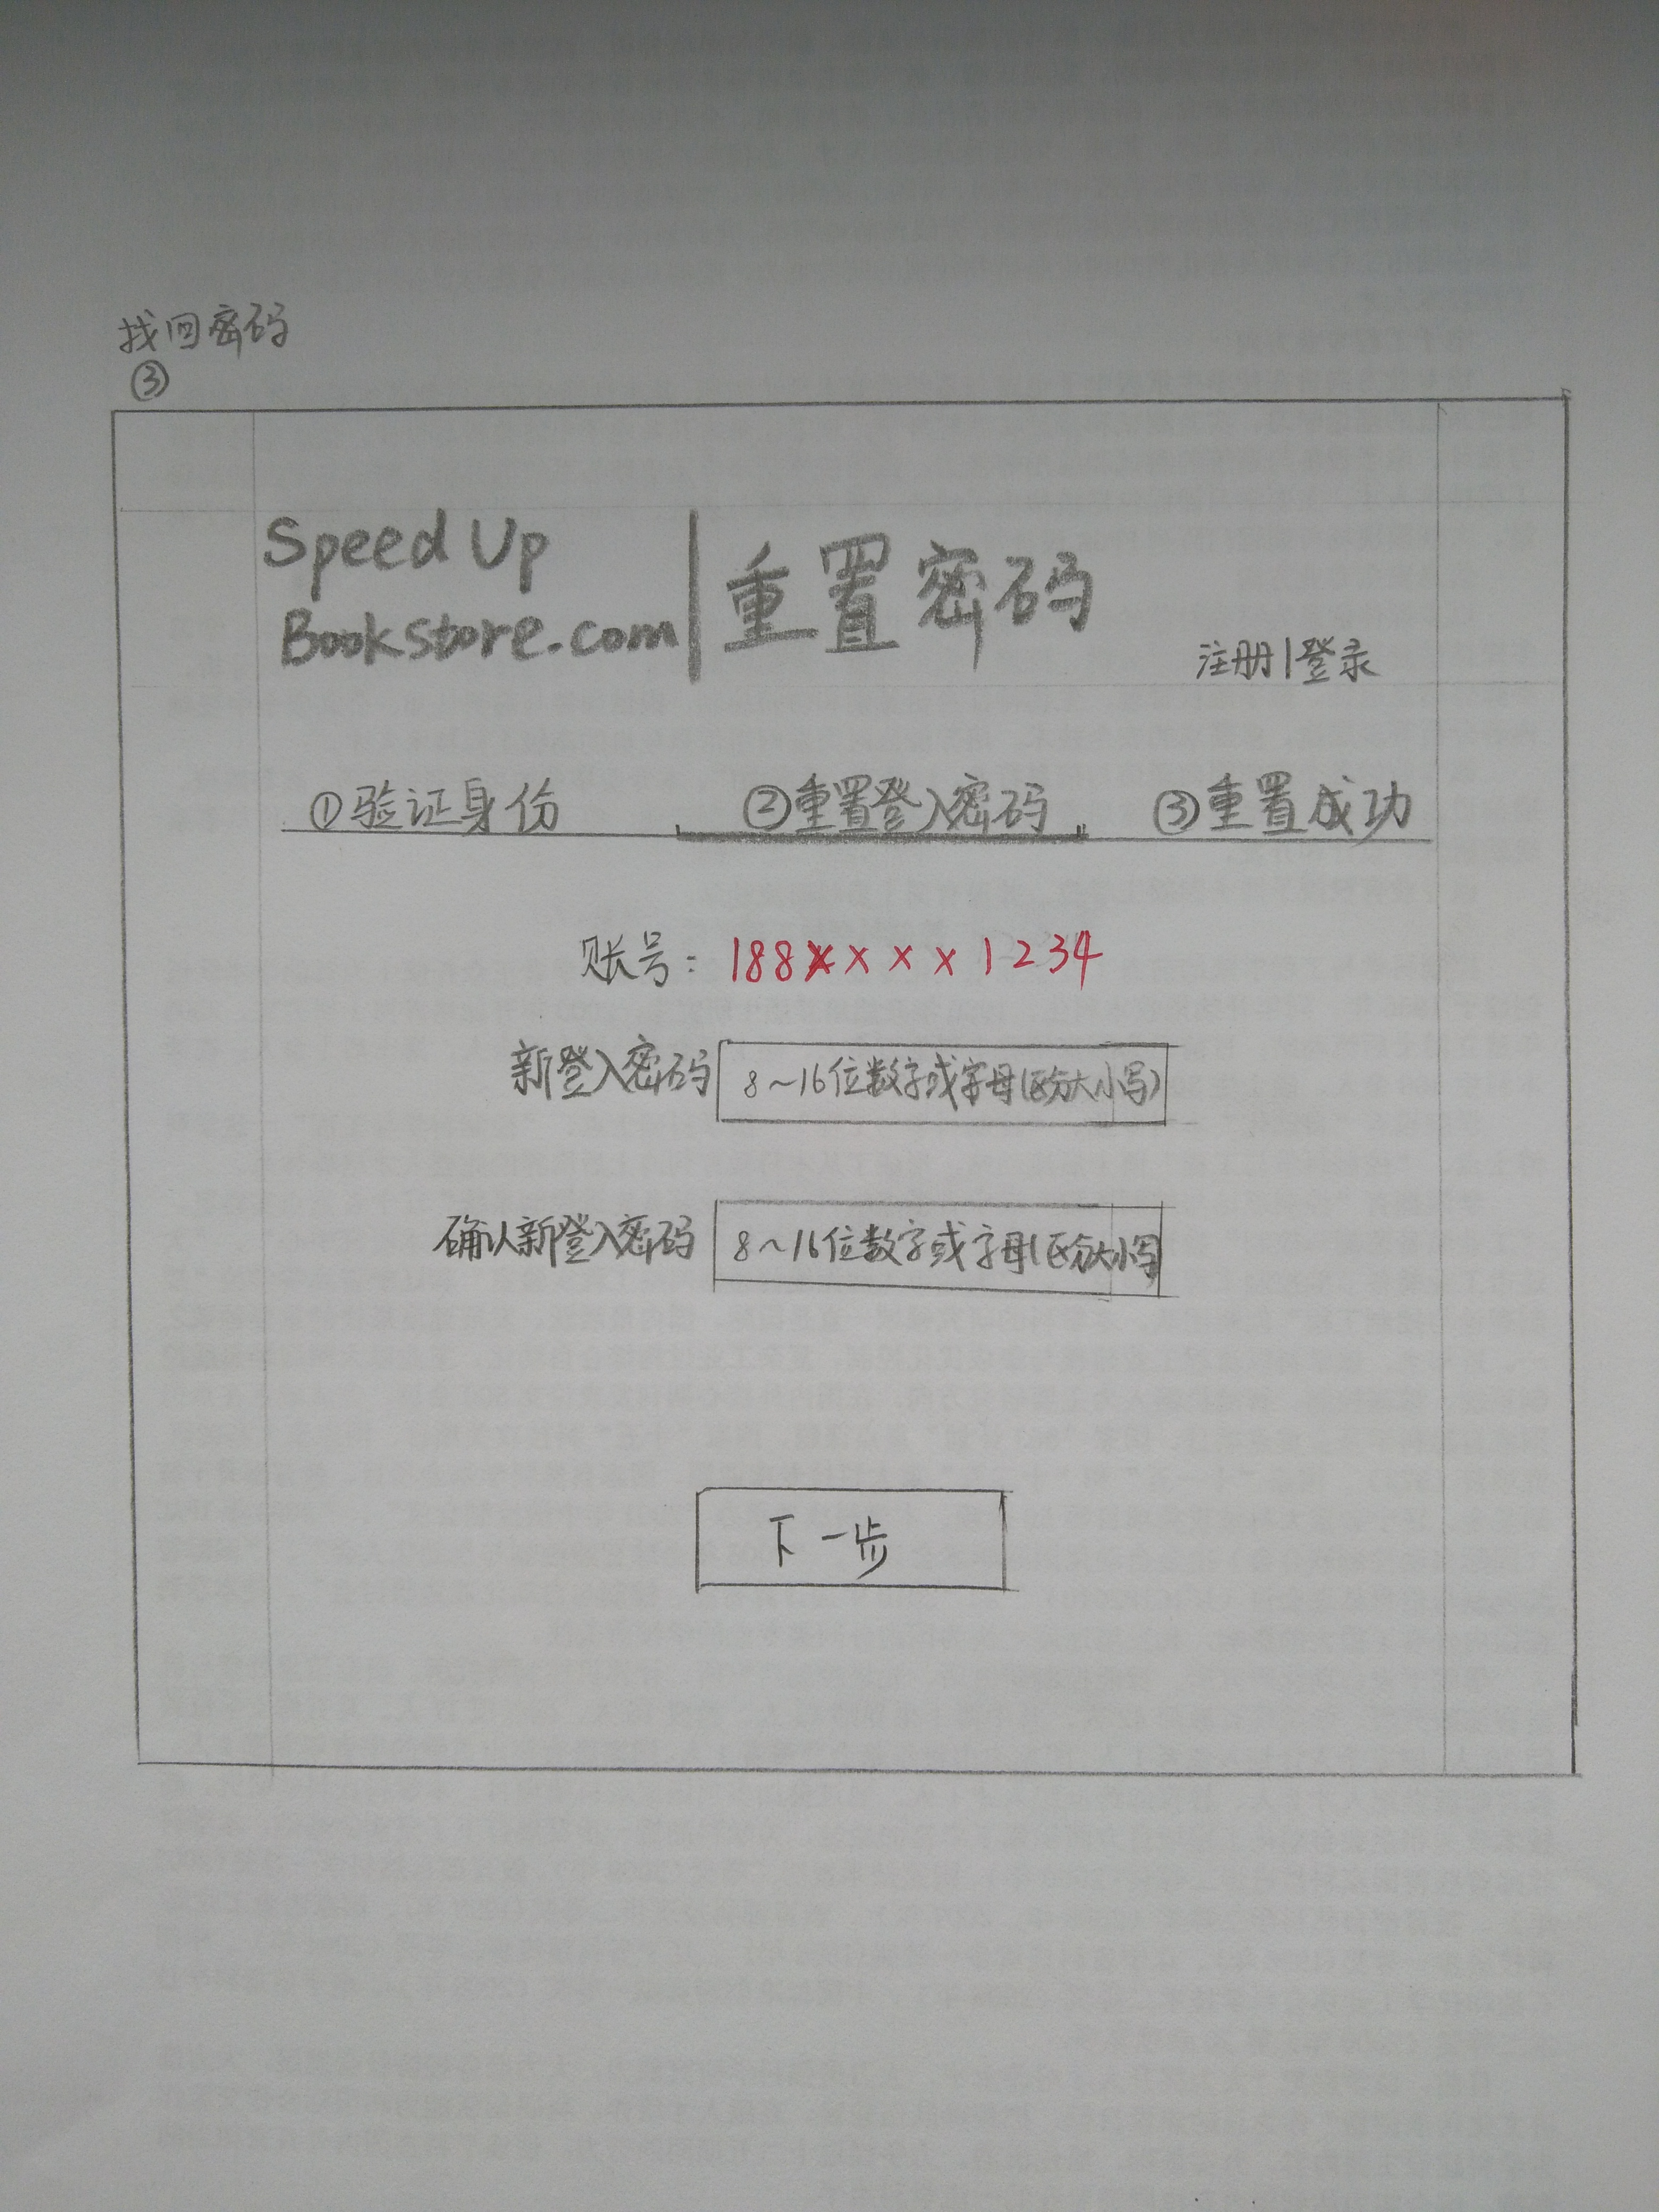 找回密码
③
Speed Up
Bookstore.com|重置密码
注册|登录
①验证身份 ②重置登入密码 ③重置成功
账号：188××××1234
新登入密码 8～16位数字或字母(区分大小写)
确认新登入密码 8～16位数字或字母(区分大小写
下一步